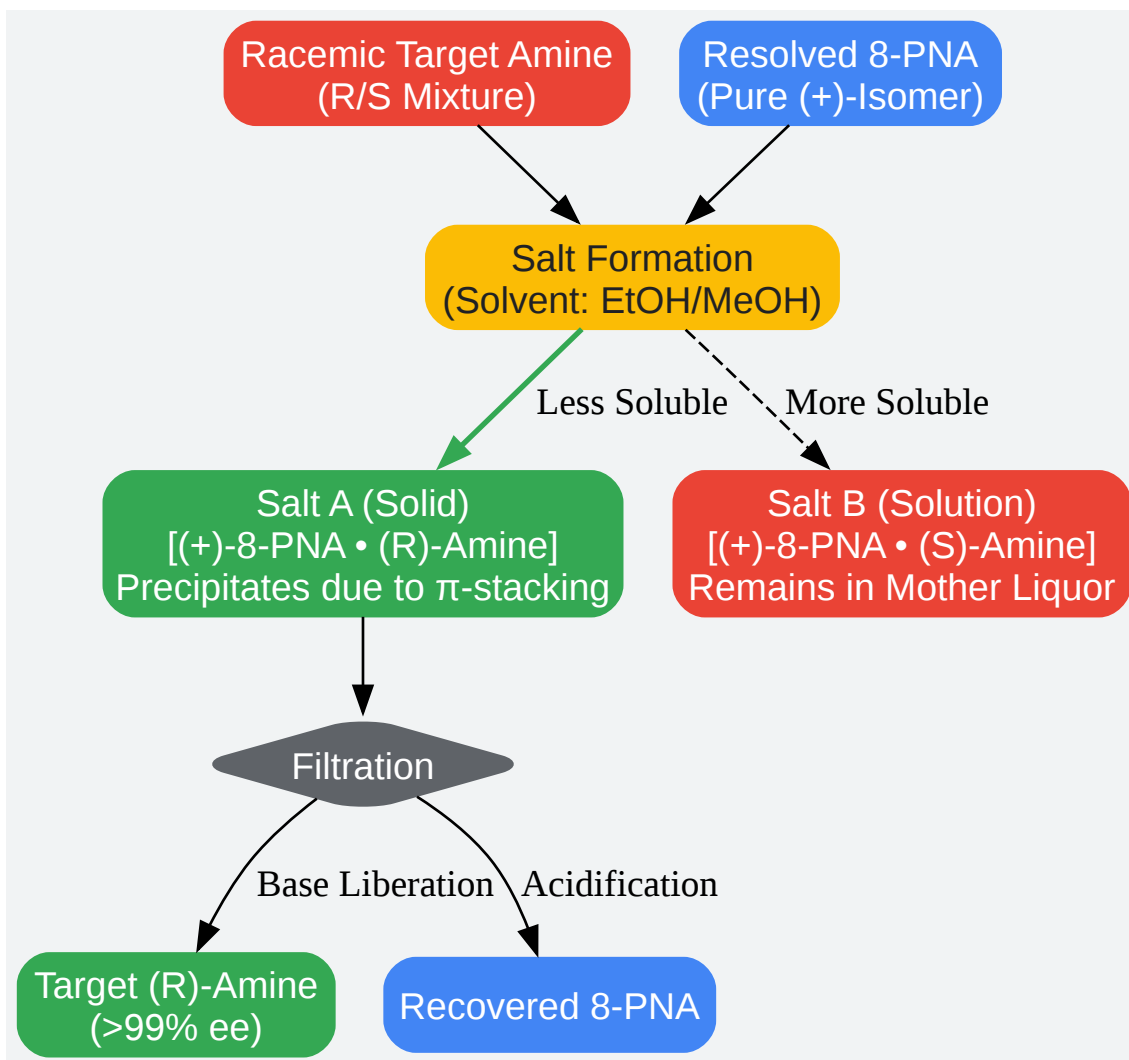 Racemic Target Amine
(R/S Mixture)
Resolved 8-PNA
(Pure (+)-Isomer)
Salt Formation
(Solvent: EtOH/MeOH)
Less Soluble
More Soluble
Salt A (Solid)
[(+)-8-PNA • (R)-Amine]
Precipitates due to π-stacking
Salt B (Solution)
[(+)-8-PNA • (S)-Amine]
Remains in Mother Liquor
Filtration
Base Liberation
Acidification
Target (R)-Amine
(>99% ee)
Recovered 8-PNA